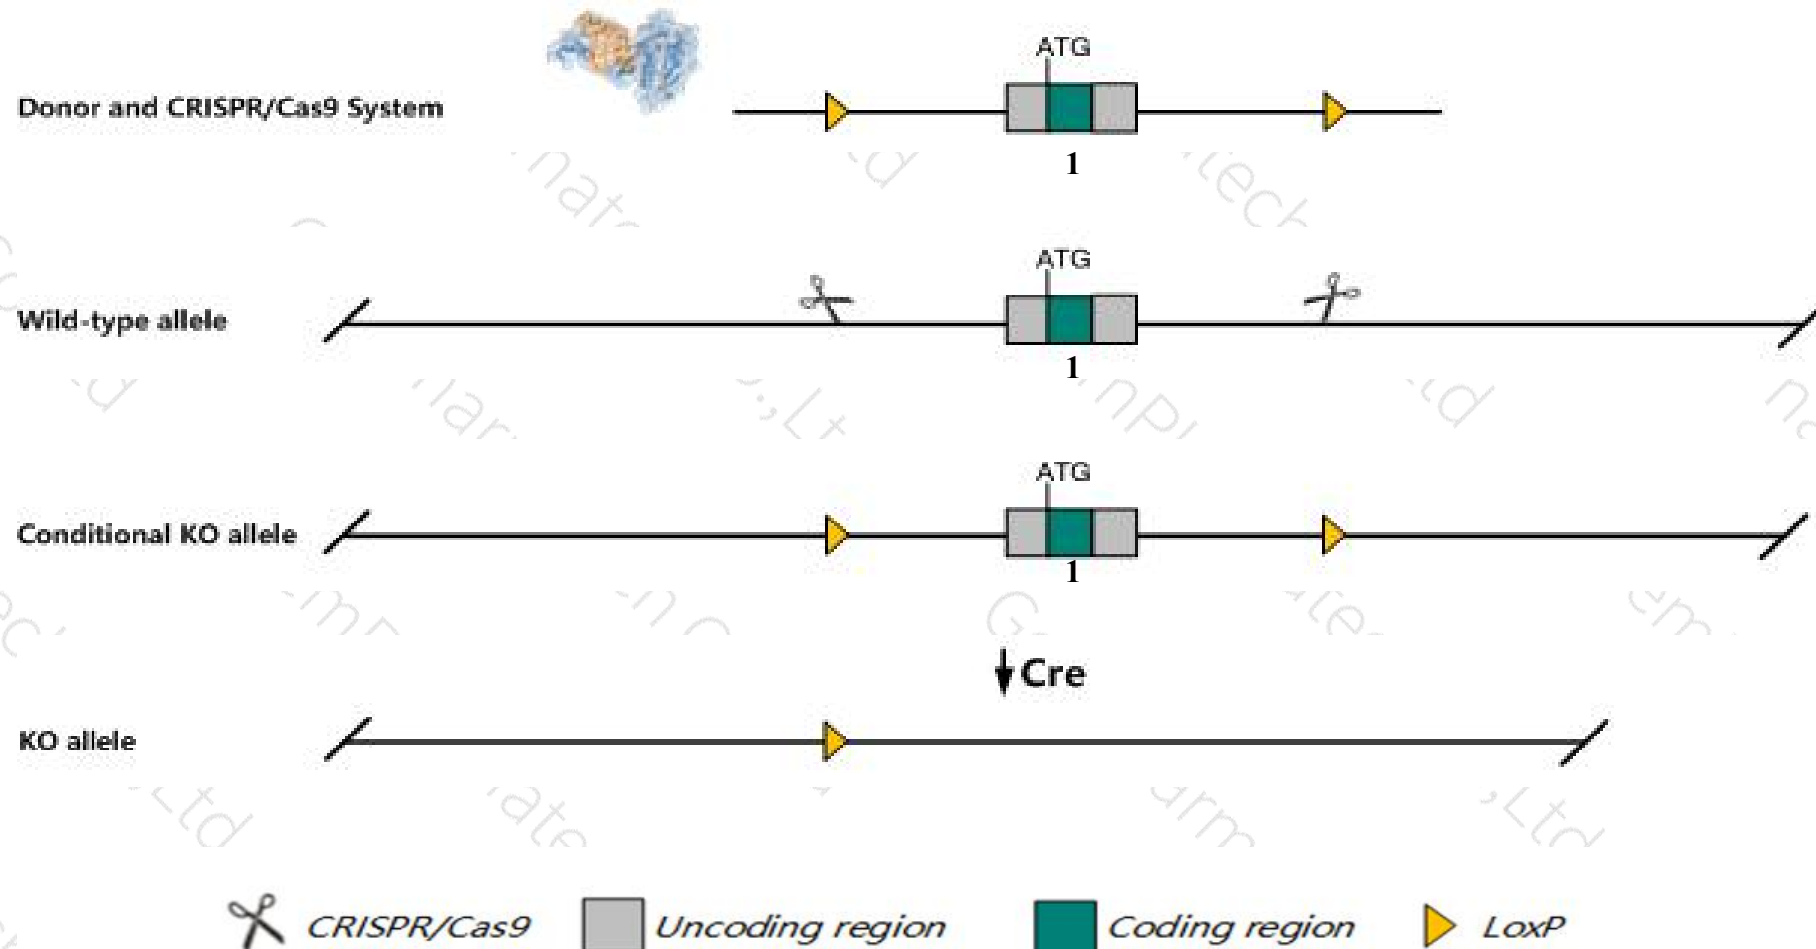 ATG
Donor and CRISPR/Cas9 System
1
ATG
Wild-type allele
1
ATG
Conditional KO allele
1
Cre
KO allele
CRISPR/Cas9 Uncoding region Coding region LoxP